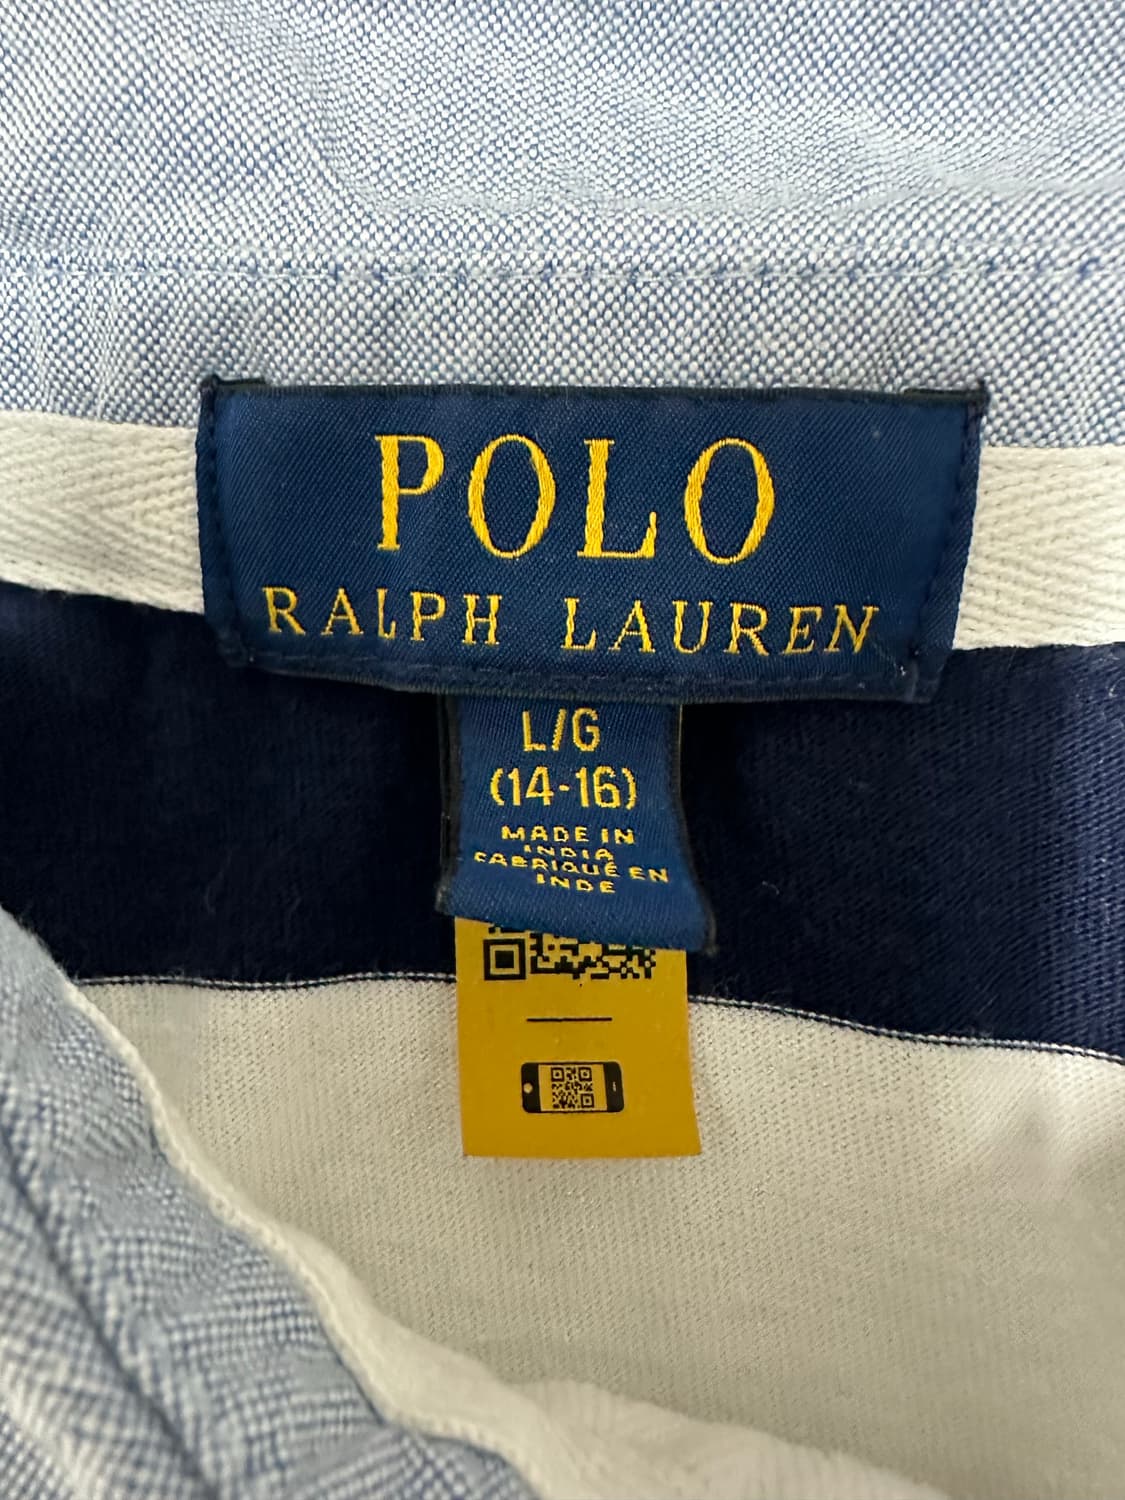 POLO
RALPH LAUREN
L/G
(14-16)
MADE IN
INDIA
FABRIQUÉ EN
INDE